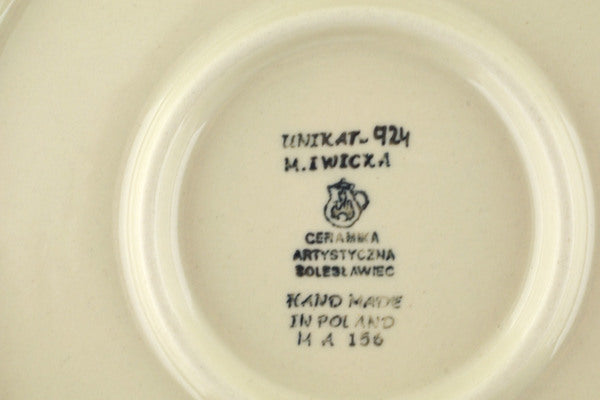 UNIKAT-924
M.IWICKA
CERAMIKA
ARTYSTYCZNA
BOLESŁAWIEC
HAND MADE
IN POLAND
M A 156